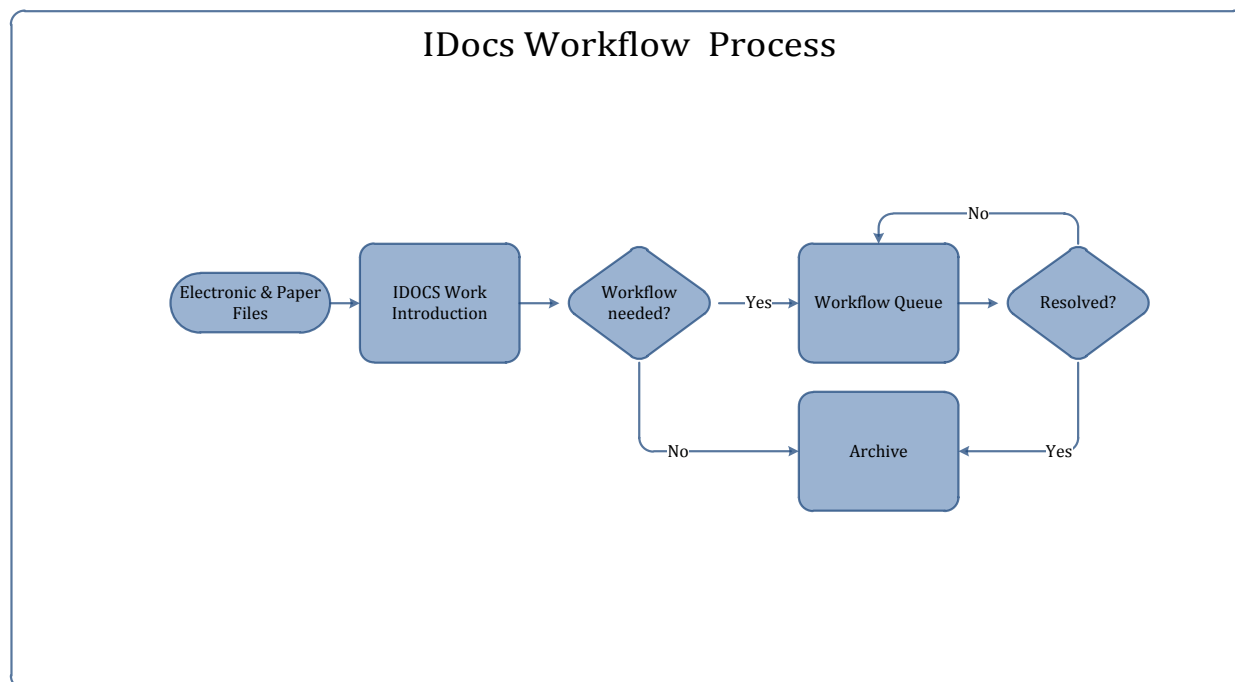 IDocs Workflow  Process
No
Electronic & Paper
Files
IDOCS Work
Introduction
Workflow
needed?
Yes
Workflow Queue
Resolved?
No
Archive
Yes